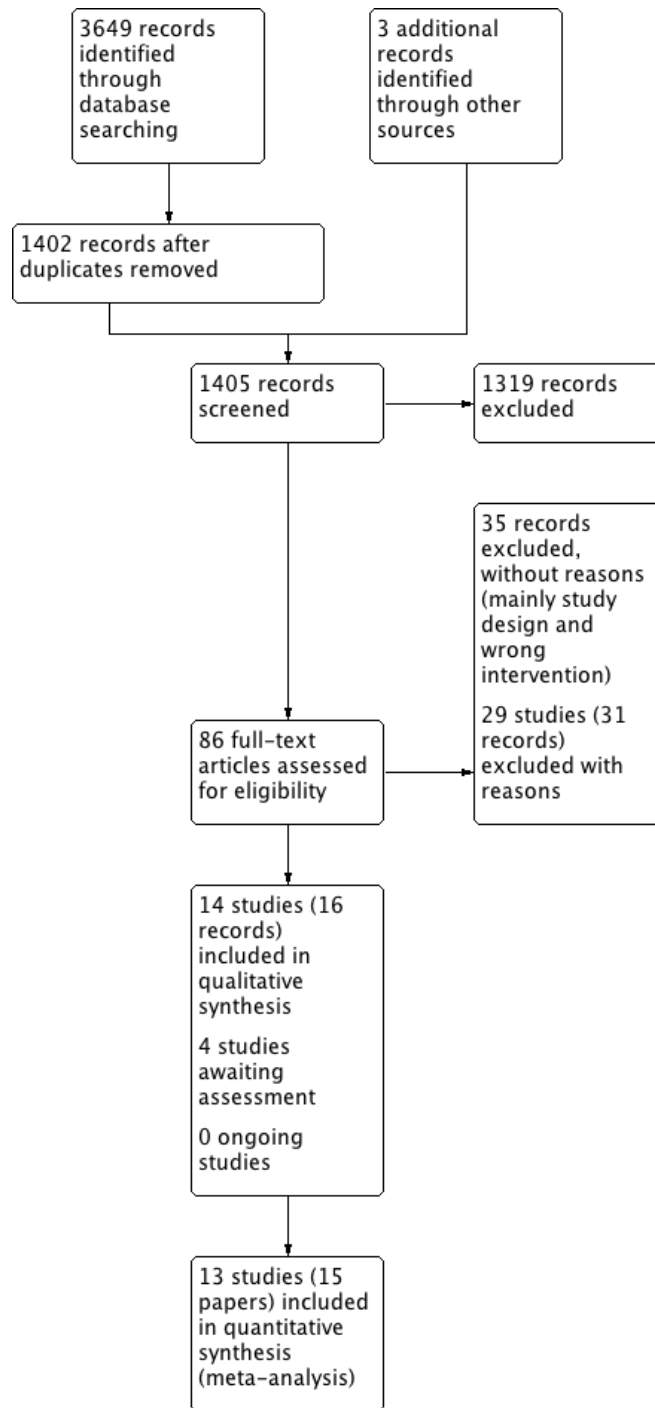 3649 records
identified
through
database
searching
3 additional
records
identified
through other
sources
1402 records after
duplicates removed
1405 records
screened
1319 records
excluded
35 records
excluded,
without reasons
(mainly study
design and
wrong
intervention)
29 studies (31
records)
excluded with
reasons
86 full-text
articles assessed
for eligibility
14 studies (16
records)
included in
qualitative
synthesis
4 studies
awaiting
assessment
0 ongoing
studies
13 studies (15
papers) included
in quantitative
synthesis
(meta-analysis)